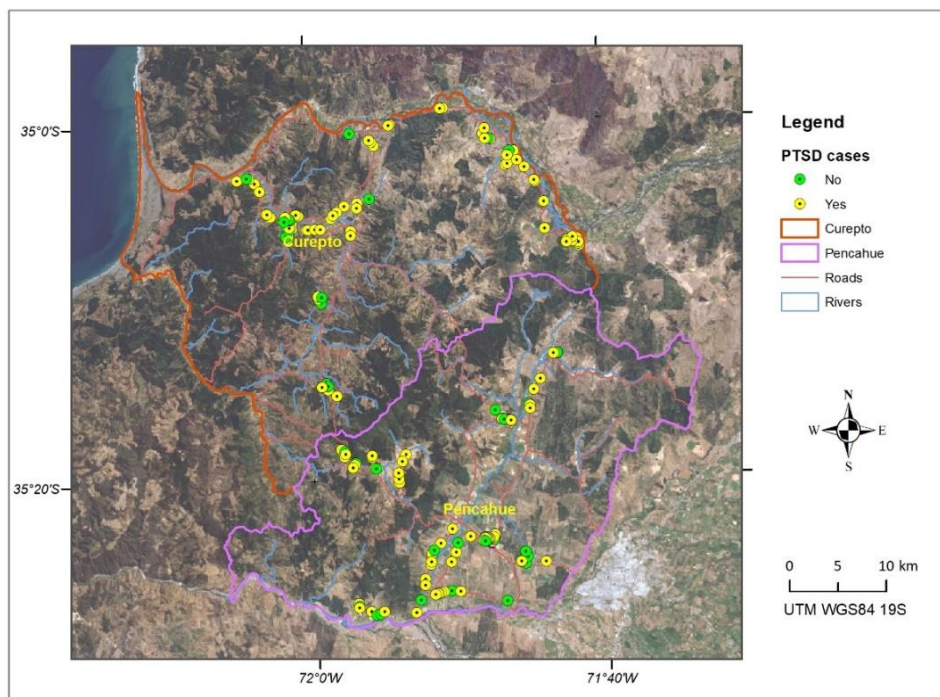 35°0'S
35°20'S
72°0'W
71°40'W
Curepto
Pencahue
Legend
PTSD cases
No
Yes
Curepto
Pencahue
Roads
Rivers
N
W
E
S
0 5 10 km
UTM WGS84 19S